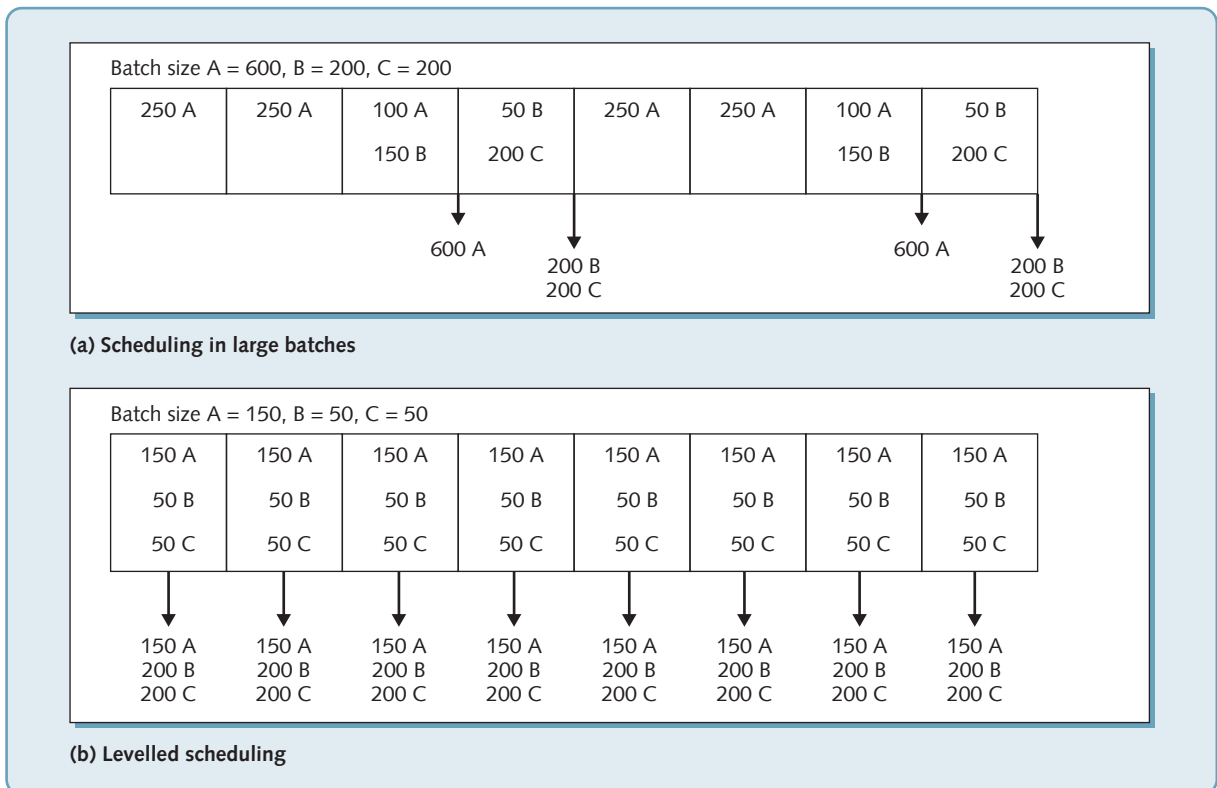 Batch size A = 600, B = 200, C = 200
250 A 250 A 100 A 50 B 250 A 250 A 100 A 50 B
150 B 200 C 150 B 200 C
600 A 600 A
200 B 200 B
200 C 200 C
(a) Scheduling in large batches
Batch size A = 150, B = 50, C = 50
150 A 150 A 150 A 150 A 150 A 150 A 150 A 150 A
50 B 50 B 50 B 50 B 50 B 50 B 50 B 50 B
50 C 50 C 50 C 50 C 50 C 50 C 50 C 50 C
150 A 150 A 150 A 150 A 150 A 150 A 150 A 150 A
200 B 200 B 200 B 200 B 200 B 200 B 200 B 200 B
200 C 200 C 200 C 200 C 200 C 200 C 200 C 200 C
(b) Levelled scheduling